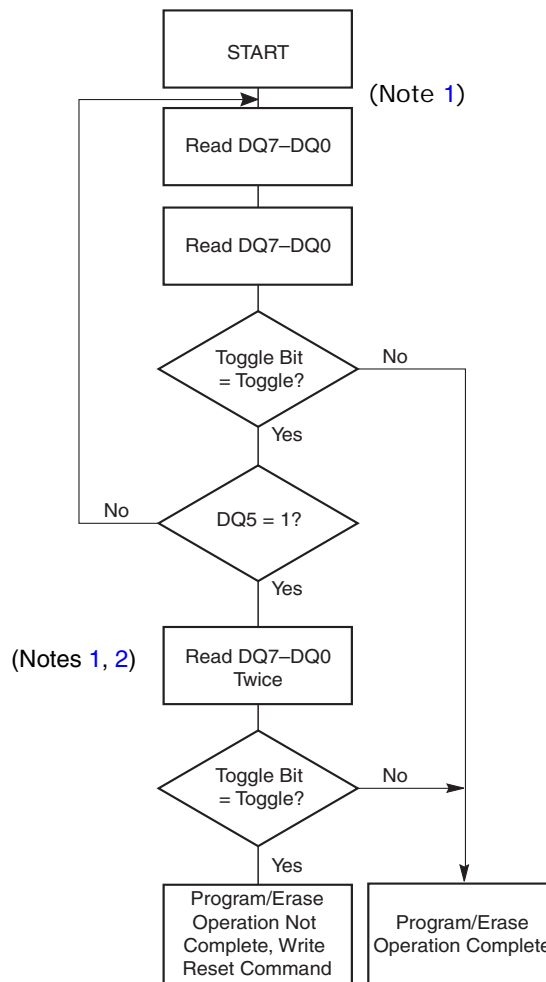 START
(Note 1)
Read DQ7–DQ0
Read DQ7–DQ0
Toggle Bit
= Toggle?
No
Yes
No
DQ5 = 1?
Yes
(Notes 1, 2)
Read DQ7–DQ0
Twice
Toggle Bit
= Toggle?
No
Yes
Program/Erase
Operation Not
Complete, Write
Reset Command
Program/Erase
Operation Complete